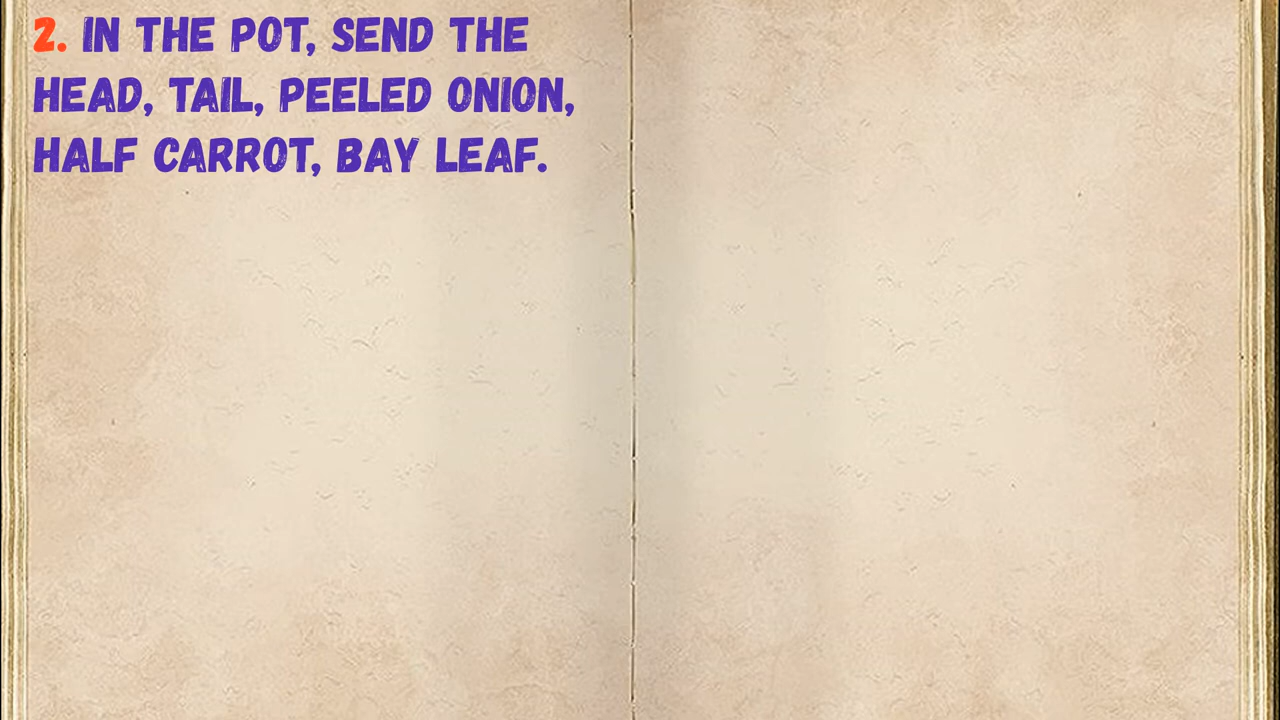 2. IN THE POT, SEND THE
HEAD, TAIL, PEELED ONION,
HALF CARROT, BAY LEAF.